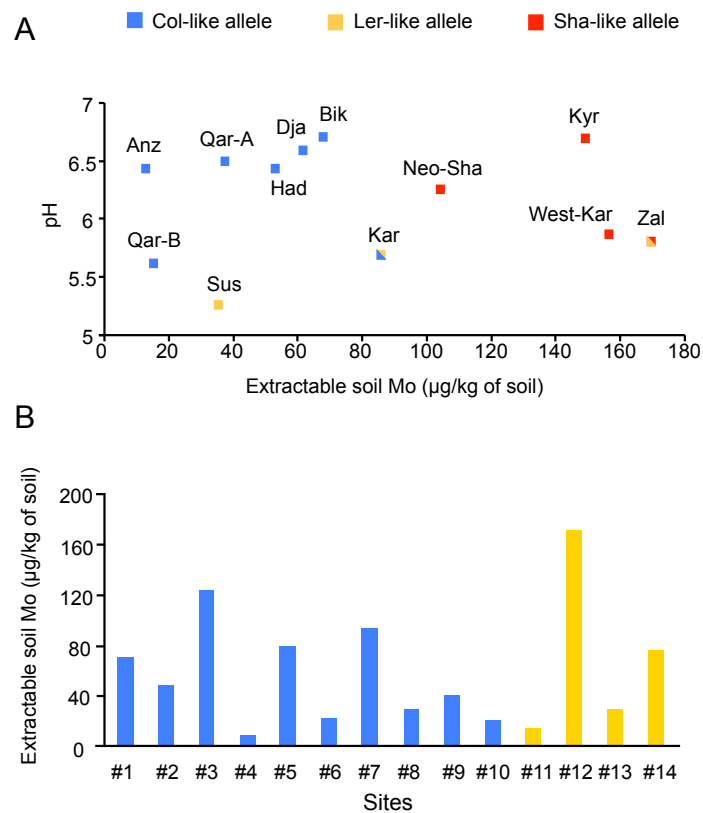 A
Col-like allele Ler-like allele Sha-like allele
7
6.5
6
5.5
5
pH
Anz
Qar-A
Dja
Bik
Had
Neo-Sha
Kyr
Qar-B
Sus
Kar
West-Kar
Zal
0 20 40 60 80 100 120 140 160 180
Extractable soil Mo (µg/kg of soil)
B
Extractable soil Mo (µg/kg of soil)
200
160
120
80
40
0
#1 #2 #3 #4 #5 #6 #7 #8 #9 #10 #11 #12 #13 #14
Sites